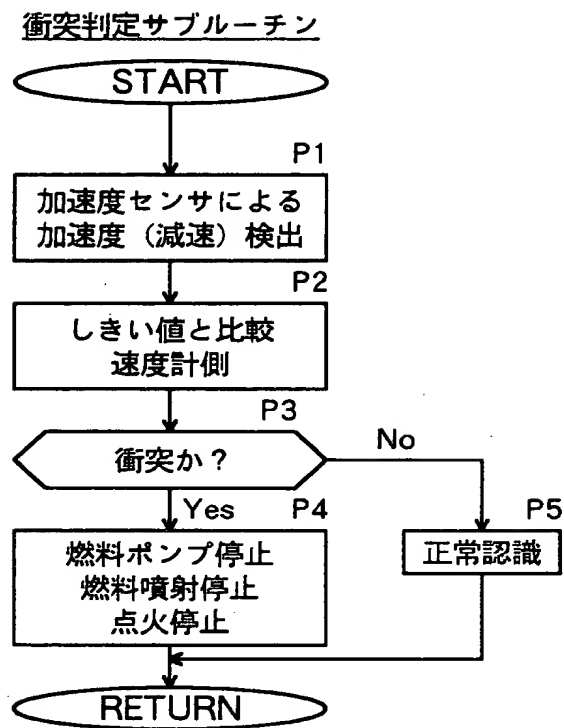 衝突判定サブルーチン
START
P1
加速度センサによる
加速度（減速）検出
P2
しきい値と比較
速度計側
P3
衝突か？
No
Yes
P4
燃料ポンプ停止
燃料噴射停止
点火停止
P5
正常認識
RETURN